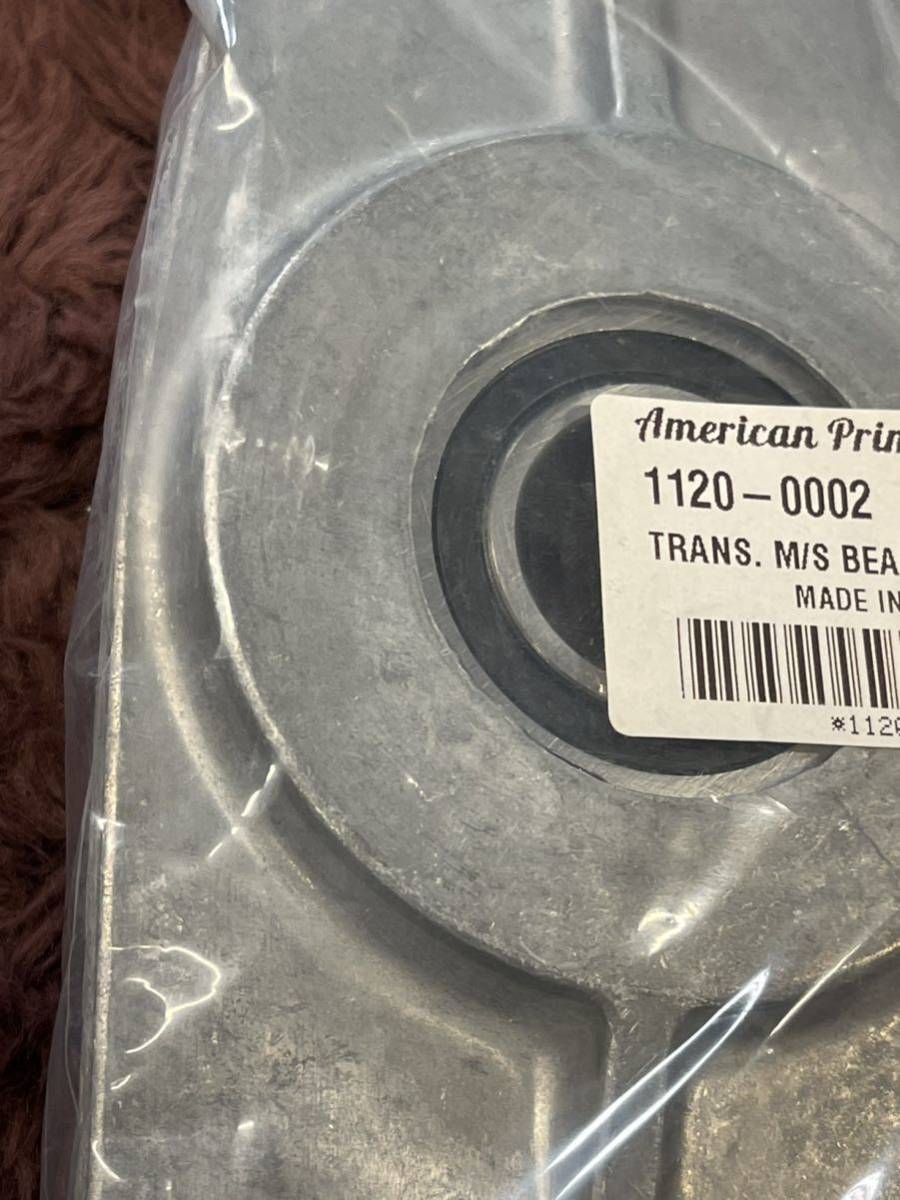 American Prim
1120-0002
TRANS. M/S BEA
MADE IN
*1120